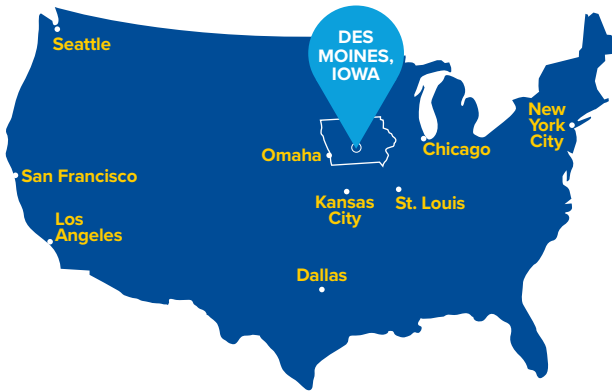 Seattle
DES
MOINES,
IOWA
New
York
City
Omaha
Chicago
San Francisco
Kansas
City
St. Louis
Los
Angeles
Dallas